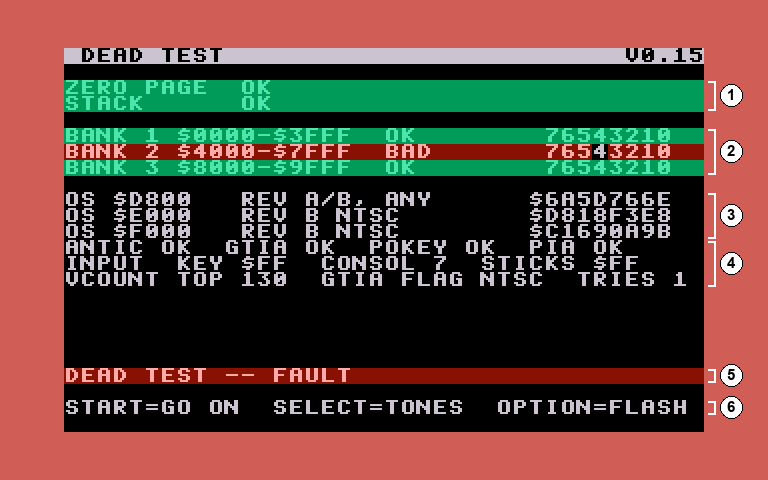 DEAD TEST V0.15
ZERO PAGE OK
STACK OK
1
BANK 1 $0000-$3FFF OK 76543210
BANK 2 $4000-$7FFF BAD 76543210
2
BANK 3 $8000-$9FFF OK 76543210
OS $D800 REV A/B, ANY $6A5D766E
OS $E000 REV B NTSC $D818F3E8
3
OS $F000 REV B NTSC $C1690A9B
ANTIC OK GTIA OK POKEY OK PIA OK
INPUT KEY $FF CONSOL 7 STICKS $FF
4
VCOUNT TOP 130 GTIA FLAG NTSC TRIES 1
DEAD TEST -- FAULT
5
START=GO ON SELECT=TONES OPTION=FLASH
6